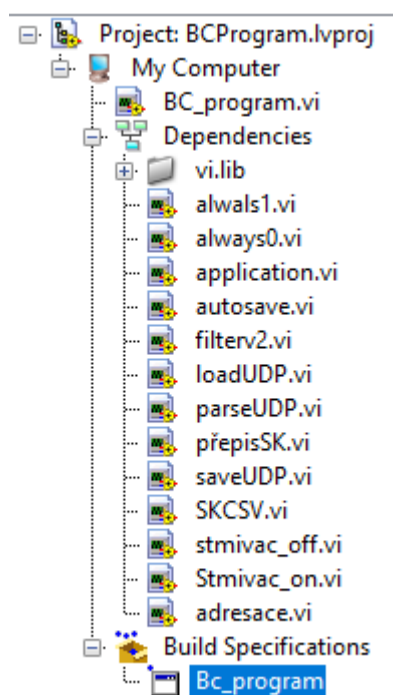 Project: BCProgram.lvproj
My Computer
BC_program.vi
Dependencies
vi.lib
alwals1.vi
always0.vi
application.vi
autosave.vi
filterv2.vi
loadUDP.vi
parseUDP.vi
přepisSK.vi
saveUDP.vi
SKCSV.vi
stmivac_off.vi
Stmivac_on.vi
adresace.vi
Build Specifications
Bc_program